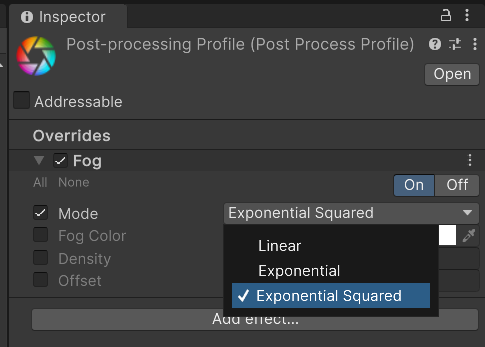 Inspector
Post-processing Profile (Post Process Profile)
Open
Addressable
Overrides
Fog
All None
On Off
Mode Exponential Squared
Fog Color
Linear
Density
Exponential
Offset
Exponential Squared
Add effect...